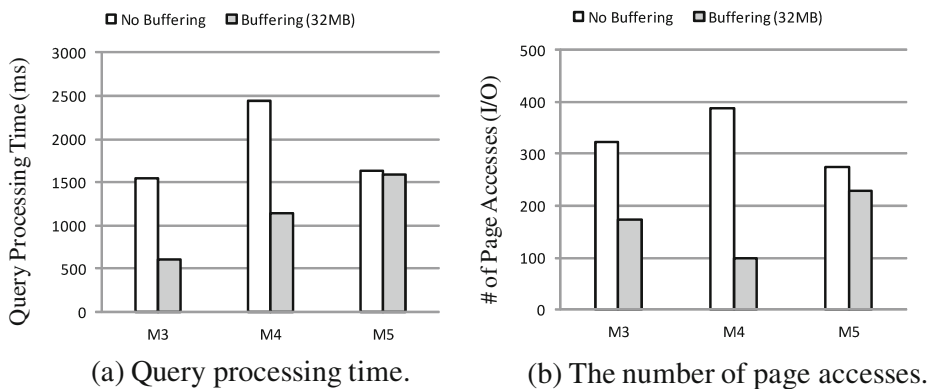 No Buffering Buffering (32MB)
Query Processing Time (ms)
3000
2500
2000
1500
1000
500
0
M3 M4 M5
(a) Query processing time.
No Buffering Buffering (32MB)
# of Page Accesses (I/O)
500
400
300
200
100
0
M3 M4 M5
(b) The number of page accesses.